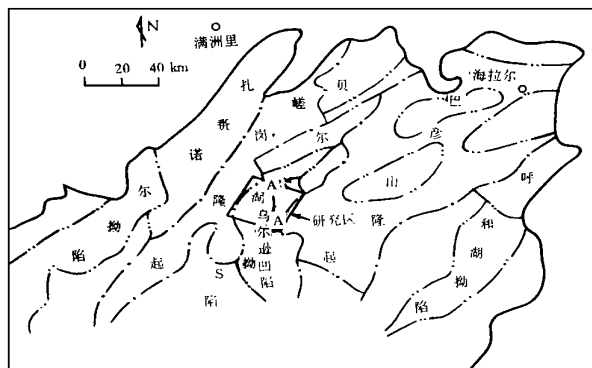 N
满洲里
0 20 40 km
海拉尔
扎赉诺尔坳陷
嵯岗隆起
贝尔湖坳陷
巴彦山隆起
呼和湖坳陷
A
A
乌尔逊凹陷
研究区
S